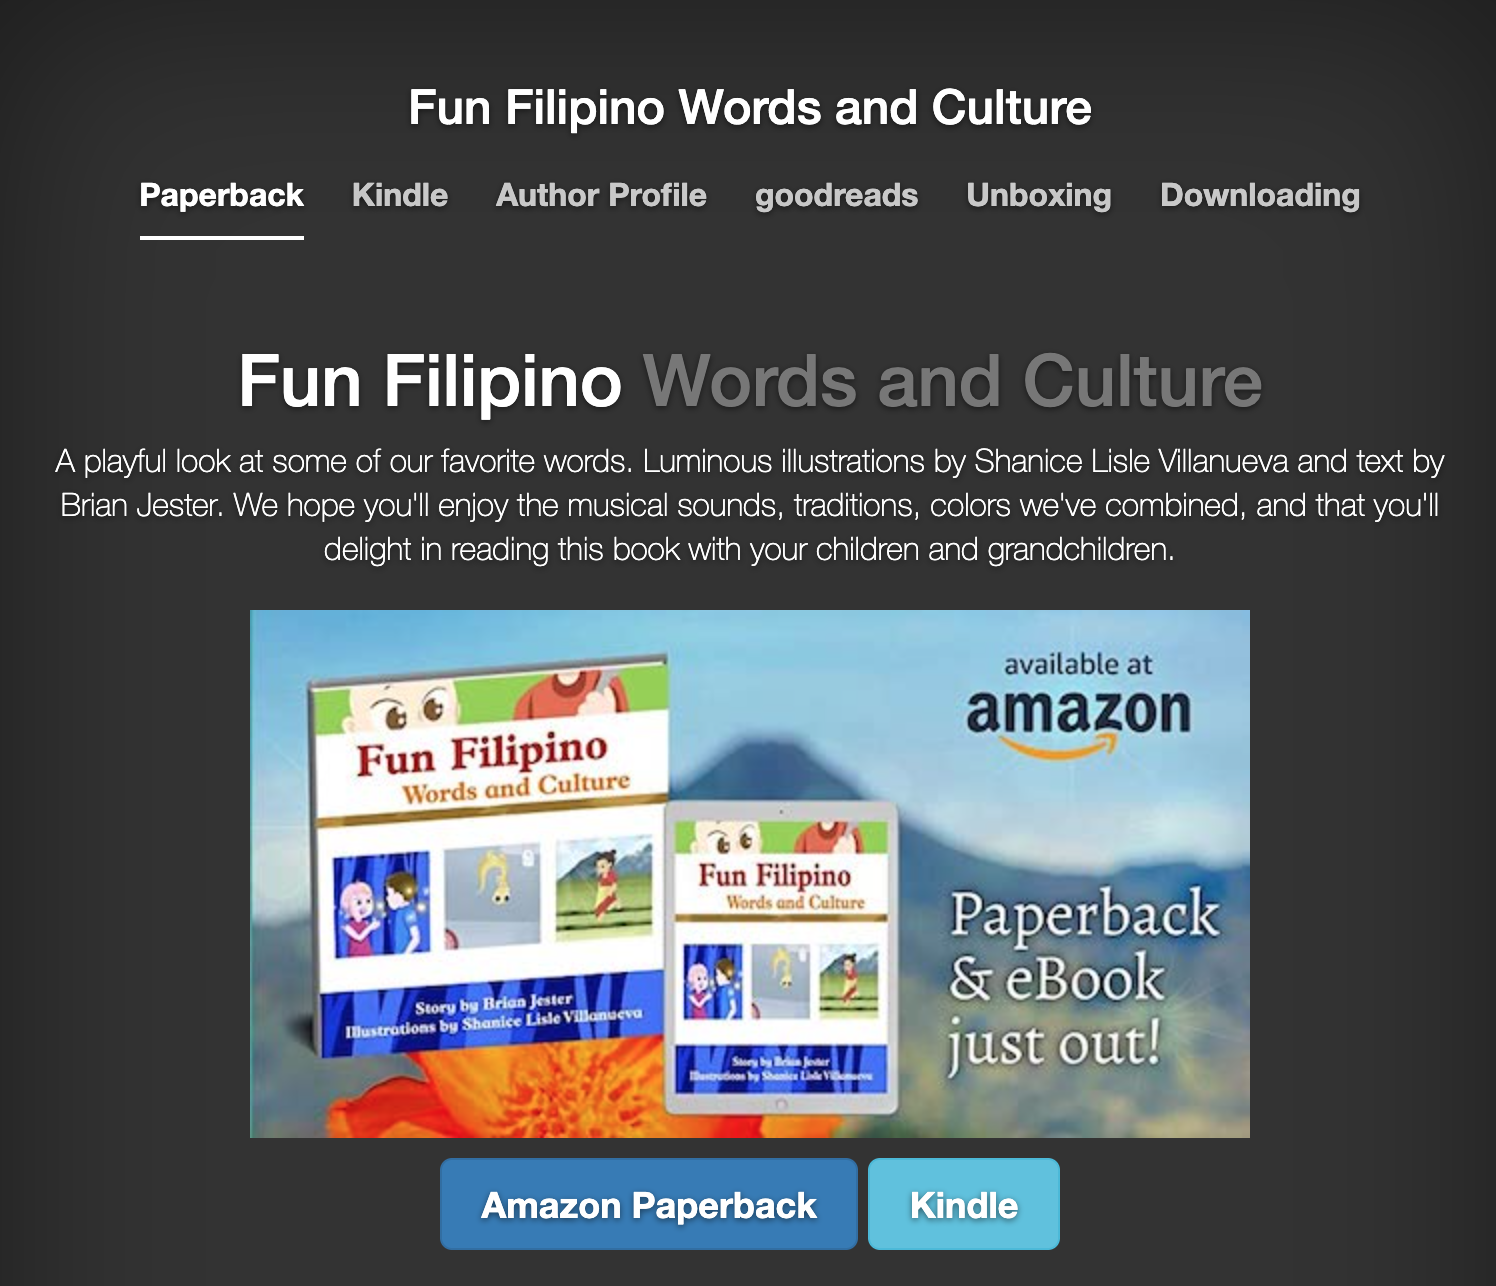 Fun Filipino Words and Culture
Paperback Kindle Author Profile goodreads Unboxing Downloading
Fun Filipino Words and Culture
A playful look at some of our favorite words. Luminous illustrations by Shanice Lisle Villanueva and text by
Brian Jester. We hope you'll enjoy the musical sounds, traditions, colors we've combined, and that you'll
delight in reading this book with your children and grandchildren.
available at
amazon
Fun Filipino
Words and Culture
Story by Brian Jester
Illustrations by Shanice Lisle Villanueva
Fun Filipino
Words and Culture
Story by Brian Jester
Illustrations by Shanice Lisle Villanueva
Paperback
& eBook
just out!
Amazon Paperback Kindle